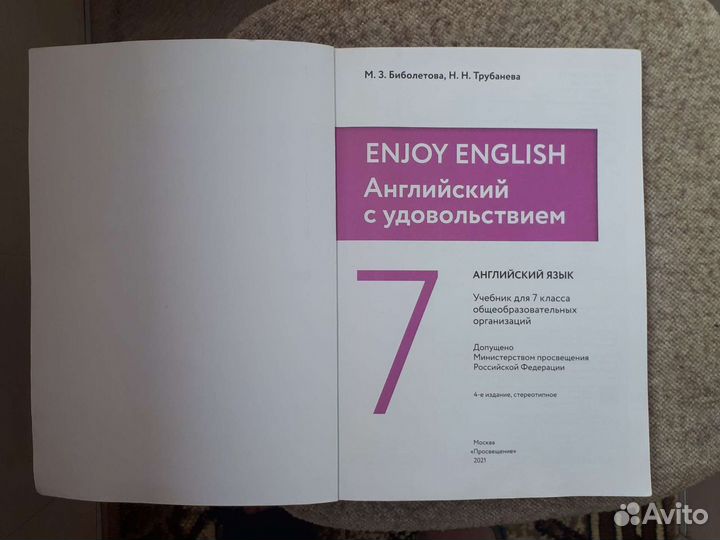 М. З. Биболетова, Н. Н. Трубанева
ENJOY ENGLISH
Английский
с удовольствием
7
АНГЛИЙСКИЙ ЯЗЫК
Учебник для 7 класса
общеобразовательных
организаций
Допущено
Министерством просвещения
Российской Федерации
4-е издание, стереотипное
Москва
«Просвещение»
2021
Avito